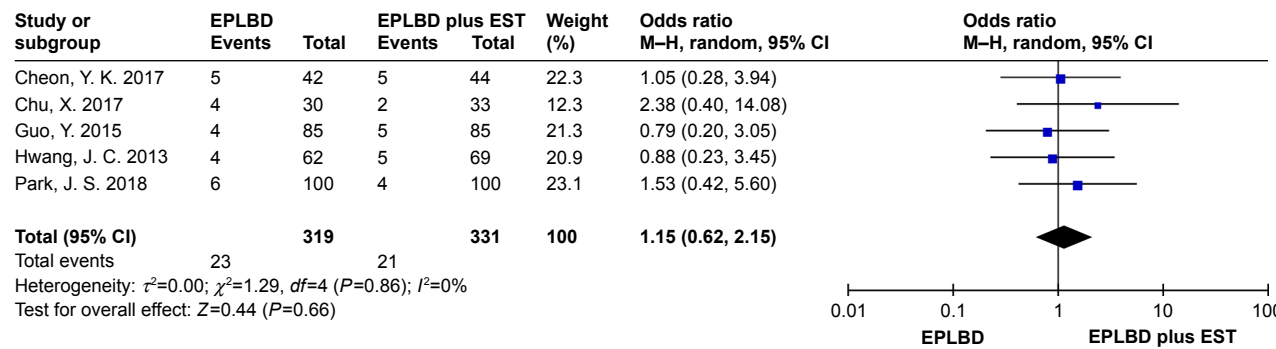 Study or EPLBD EPLBD plus EST Weight Odds ratio Odds ratio
subgroup Events Total Events Total (%) M–H, random, 95% CI M–H, random, 95% CI
Cheon, Y. K. 2017 5 42 5 44 22.3 1.05 (0.28, 3.94)
Chu, X. 2017 4 30 2 33 12.3 2.38 (0.40, 14.08)
Guo, Y. 2015 4 85 5 85 21.3 0.79 (0.20, 3.05)
Hwang, J. C. 2013 4 62 5 69 20.9 0.88 (0.23, 3.45)
Park, J. S. 2018 6 100 4 100 23.1 1.53 (0.42, 5.60)
Total (95% CI) 319 331 100 1.15 (0.62, 2.15)
Total events 23 21
Heterogeneity: τ²=0.00; χ²=1.29, df=4 (P=0.86); I²=0%
Test for overall effect: Z=0.44 (P=0.66)
0.01 0.1 1 10 100
EPLBD EPLBD plus EST